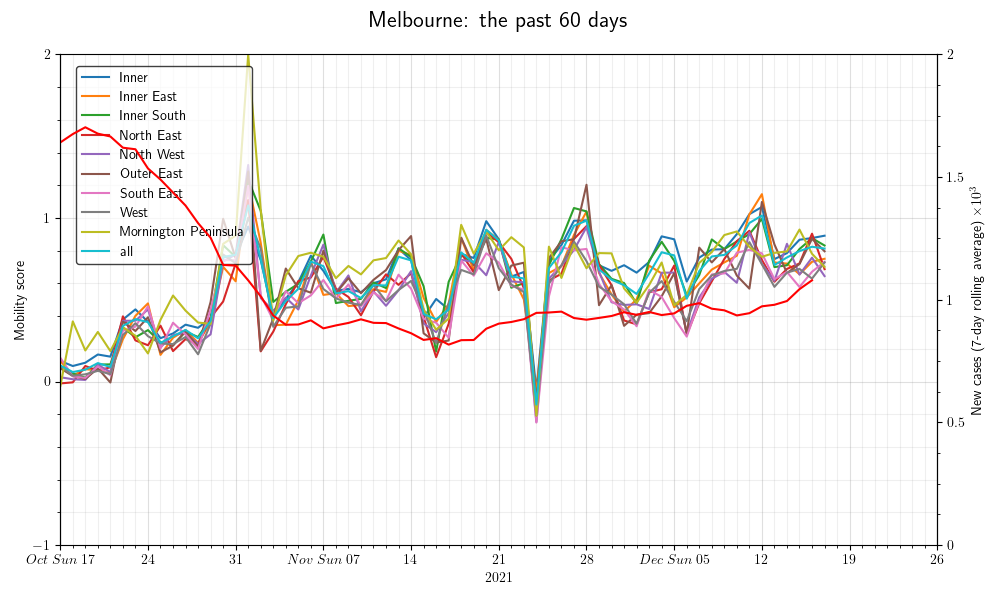 Melbourne: the past 60 days
2
1
0
−1
Mobility score
Inner
Inner East
Inner South
North East
North West
Outer East
South East
West
Mornington Peninsula
all
2
1.5
1
0.5
0
New cases (7-day rolling average) ×10³
Oct Sun 17 24 31 Nov Sun 07 14 21 28 Dec Sun 05 12 19 26
2021